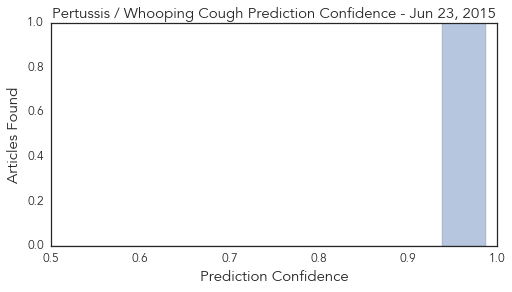 Pertussis / Whooping Cough Prediction Confidence - Jun 23, 2015
1.0
0.8
0.6
0.4
0.2
0.0
Articles Found
0.5 0.6 0.7 0.8 0.9 1.0
Prediction Confidence